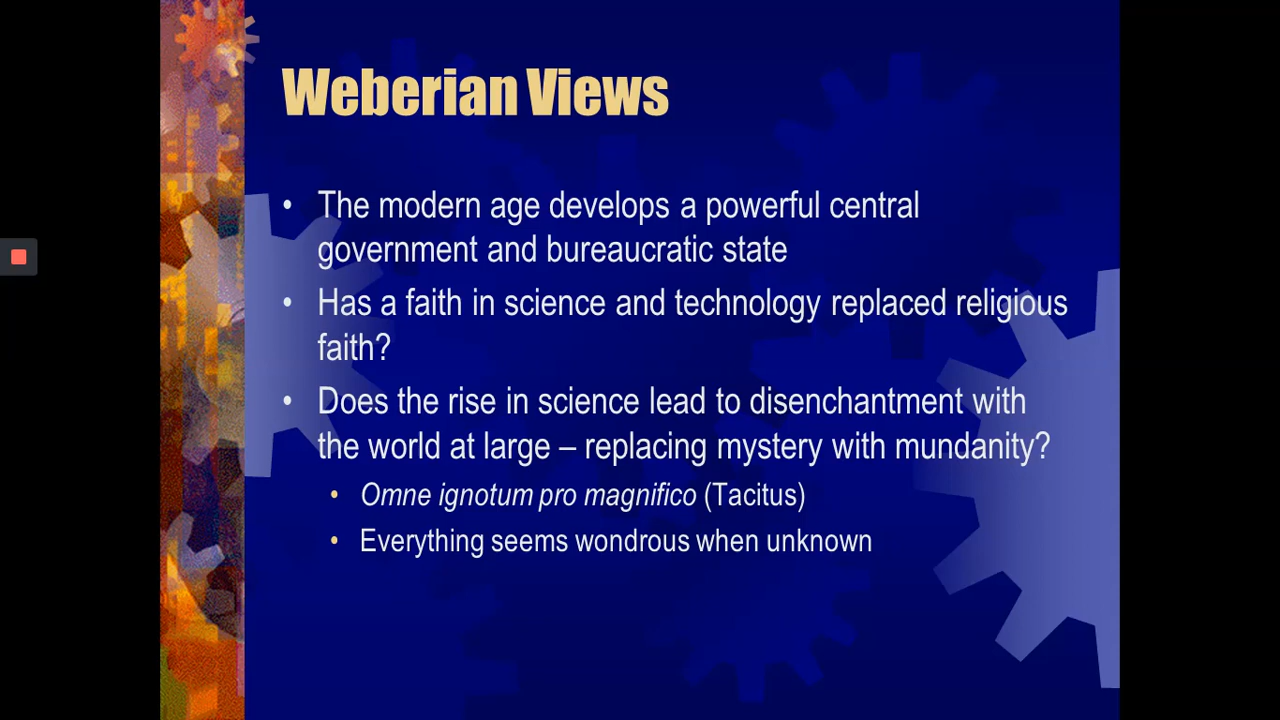 Weberian Views
• The modern age develops a powerful central
government and bureaucratic state
• Has a faith in science and technology replaced religious
faith?
• Does the rise in science lead to disenchantment with
the world at large – replacing mystery with mundanity?
• Omne ignotum pro magnifico (Tacitus)
• Everything seems wondrous when unknown